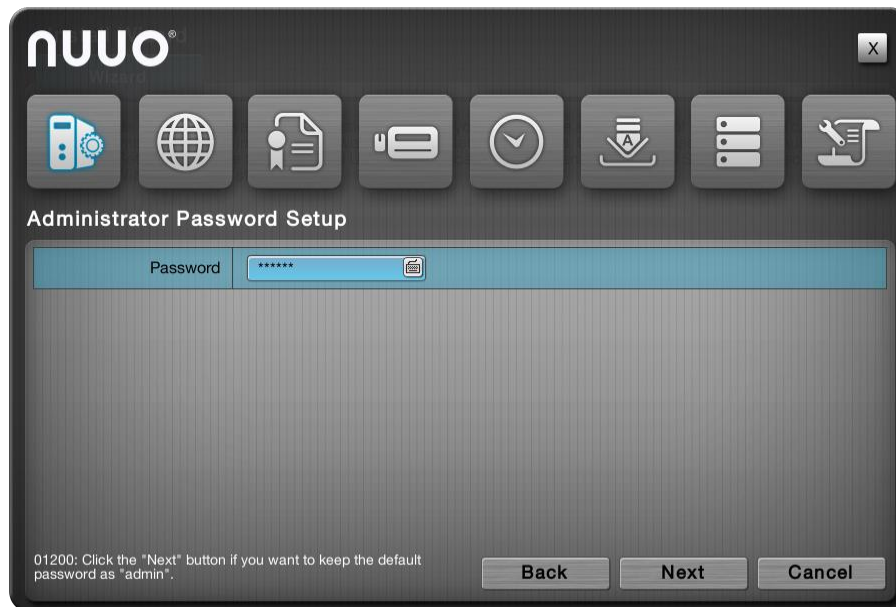 nuuo®
Wizard
X
A
Administrator Password Setup
Password ******
01200: Click the "Next" button if you want to keep the default
password as "admin".
Back Next Cancel